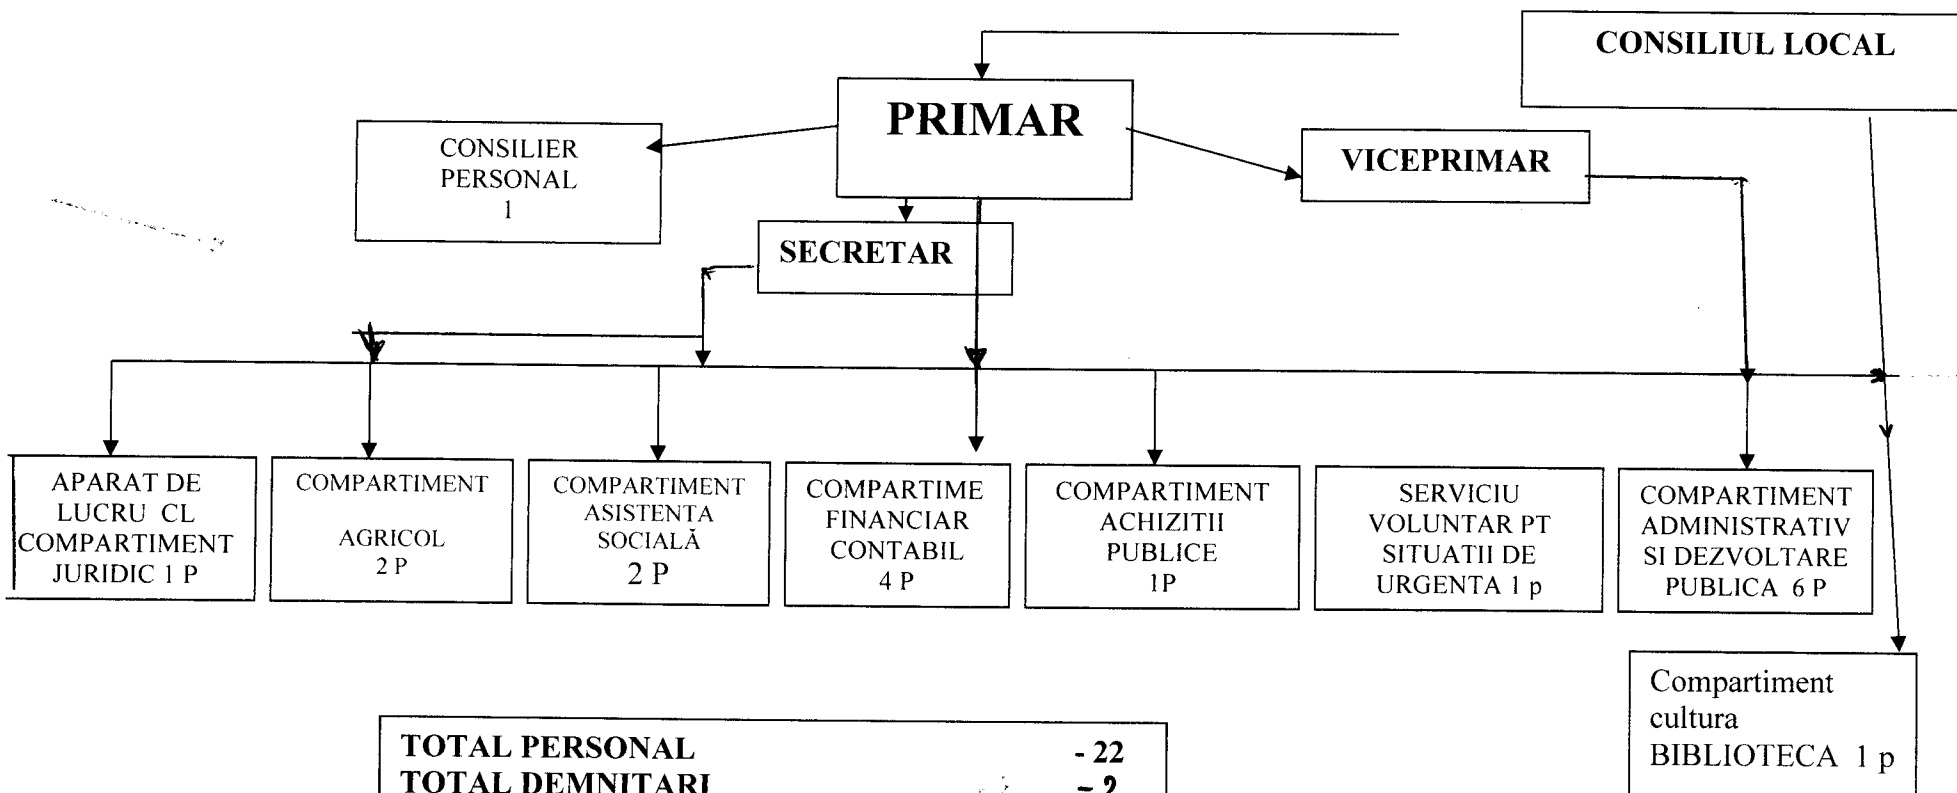 CONSILIUL LOCAL
PRIMAR
CONSILIER
PERSONAL
1
VICEPRIMAR
SECRETAR
APARAT DE
LUCRU CL
COMPARTIMENT
JURIDIC 1 P
COMPARTIMENT
AGRICOL
2 P
COMPARTIMENT
ASISTENTA
SOCIALĂ
2 P
COMPARTIME
FINANCIAR
CONTABIL
4 P
COMPARTIMENT
ACHIZITII
PUBLICE
1P
SERVICIU
VOLUNTAR PT
SITUATII DE
URGENTA 1 p
COMPARTIMENT
ADMINISTRATIV
SI DEZVOLTARE
PUBLICA 6 P
Compartiment
cultura
BIBLIOTECA 1 p
TOTAL PERSONAL - 22
TOTAL DEMNITARI - 2